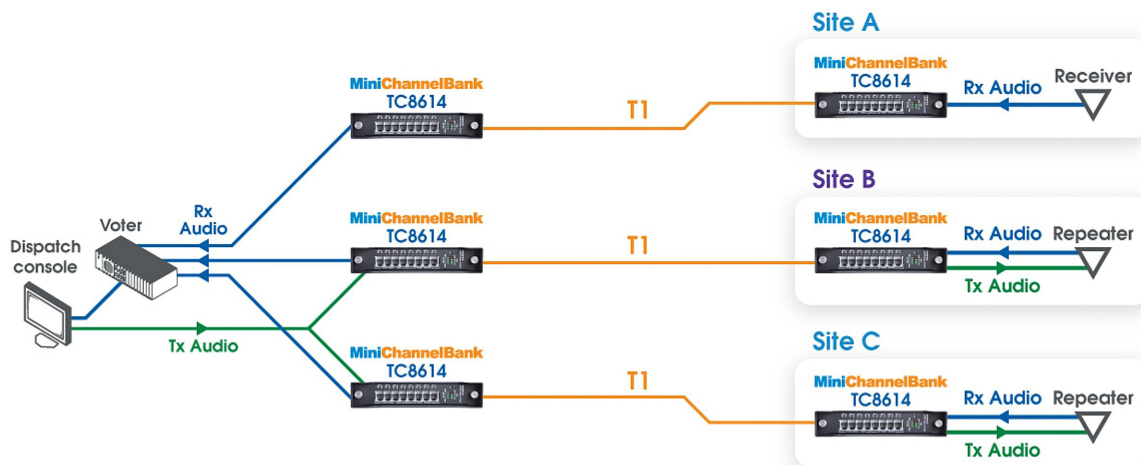 Site A
MiniChannelBank
TC8614
Rx Audio
Receiver
MiniChannelBank
TC8614
T1
Site B
MiniChannelBank
TC8614
Rx Audio
Repeater
Tx Audio
Voter
Rx
Audio
MiniChannelBank
TC8614
T1
Dispatch
console
Tx Audio
Site C
MiniChannelBank
TC8614
T1
MiniChannelBank
TC8614
Rx Audio
Repeater
Tx Audio